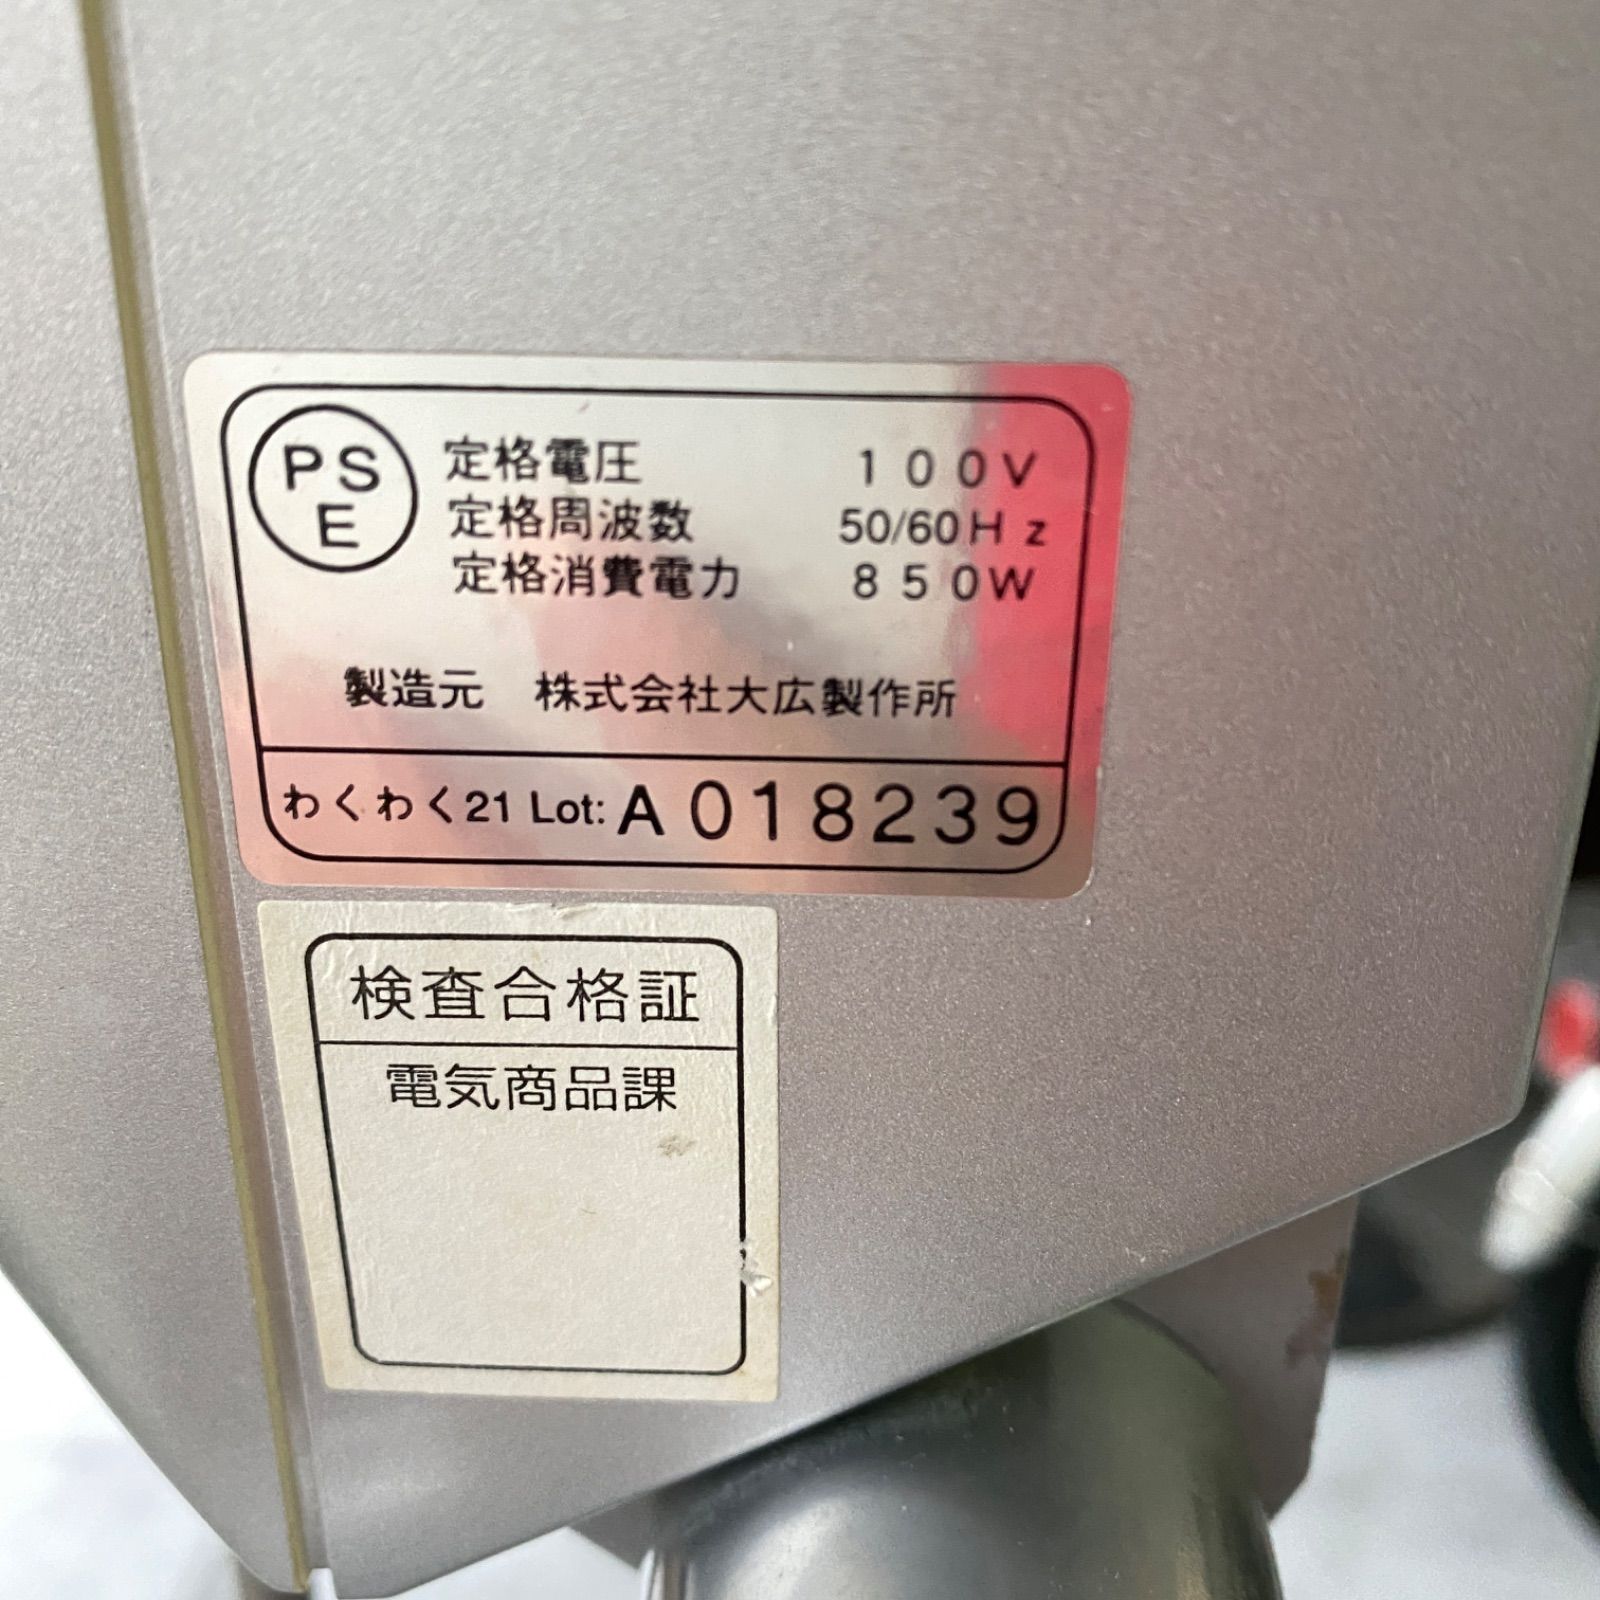 PS
E
定格電圧 100V
定格周波数 50/60Hz
定格消費電力 850W
製造元 株式会社大広製作所
わくわく21 Lot: A 018239
検査合格証
電気商品課